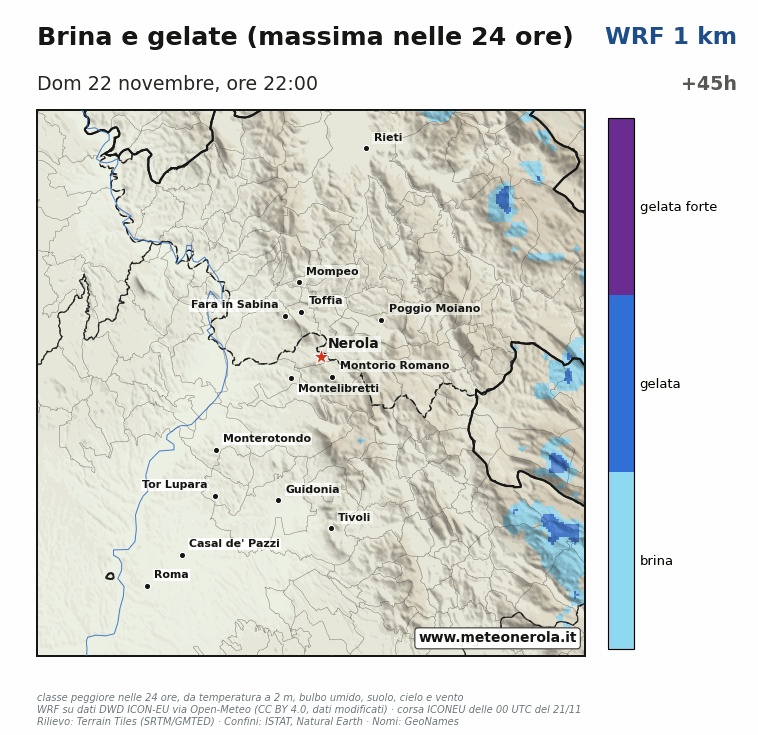 Brina e gelate (massima nelle 24 ore) WRF 1 km
Dom 22 novembre, ore 22:00 +45h
Rieti
gelata forte
Mompeo
Fara in Sabina
Toffia
Poggio Moiano
Nerola
Montorio Romano
gelata
Montelibretti
Monterotondo
Tor Lupara
Guidonia
Tivoli
Casal de' Pazzi
brina
Roma
www.meteonerola.it
classe peggiore nelle 24 ore, da temperatura a 2 m, bulbo umido, suolo, cielo e vento
WRF su dati DWD ICON-EU via Open-Meteo (CC BY 4.0, dati modificati) · corsa ICONEU delle 00 UTC del 21/11
Rilievo: Terrain Tiles (SRTM/GMTED) · Confini: ISTAT, Natural Earth · Nomi: GeoNames